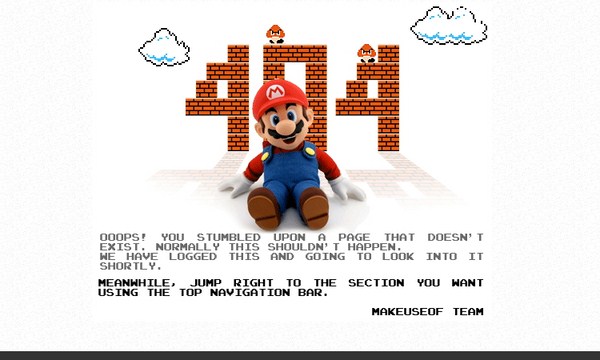 404
OOOPS! YOU STUMBLED UPON A PAGE THAT DOESN'T
EXIST. NORMALLY THIS SHOULDN'T HAPPEN.
WE HAVE LOGGED THIS AND GOING TO LOOK INTO IT
SHORTLY.
MEANWHILE, JUMP RIGHT TO THE SECTION YOU WANT
USING THE TOP NAVIGATION BAR.
MAKEUSEOF TEAM